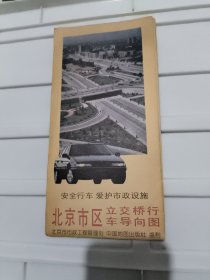 安全行车 爱护市政设施
北京市区 立交桥行
车导向图
北京市市政工程管理处 中国地图出版社 编制